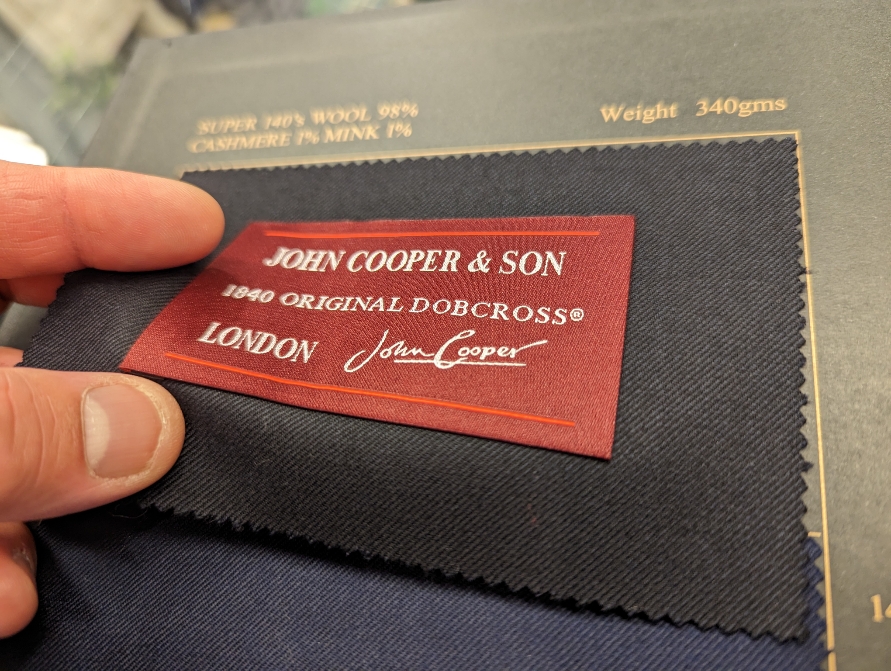 SUPER 140's WOOL 98%
CASHMERE 1% MINK 1%
Weight 340gms
JOHN COOPER & SON
1840 ORIGINAL DOBCROSS®
LONDON John Cooper